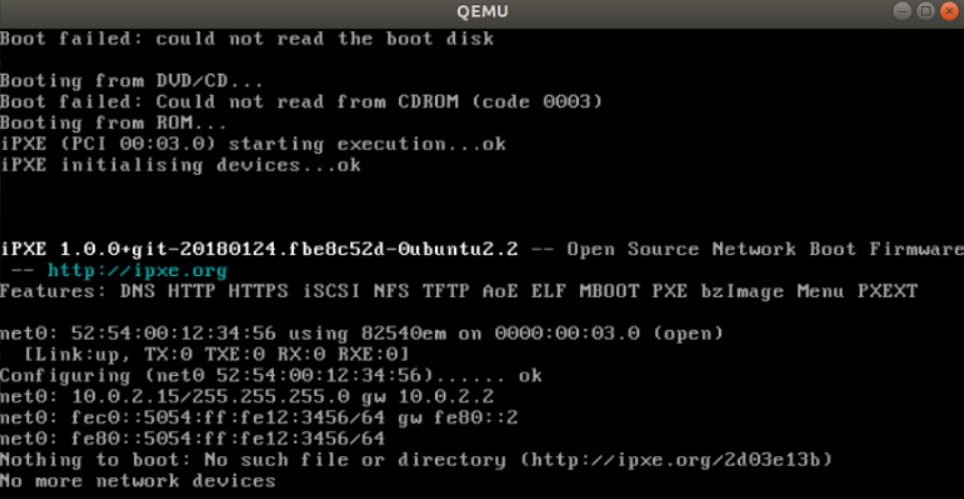 QEMU
Boot failed: could not read the boot disk
Booting from DVD/CD...
Boot failed: Could not read from CDROM (code 0003)
Booting from ROM...
iPXE (PCI 00:03.0) starting execution...ok
iPXE initialising devices...ok
iPXE 1.0.0+git-20180124.fbe8c52d-0ubuntu2.2 -- Open Source Network Boot Firmware
-- http://ipxe.org
Features: DNS HTTP HTTPS iSCSI NFS TFTP AoE ELF MBOOT PXE bzImage Menu PXEXT
net0: 52:54:00:12:34:56 using 82540em on 0000:00:03.0 (open)
[Link:up, TX:0 TXE:0 RX:0 RXE:0]
Configuring (net0 52:54:00:12:34:56)...... ok
net0: 10.0.2.15/255.255.255.0 gw 10.0.2.2
net0: fec0::5054:ff:fe12:3456/64 gw fe80::2
net0: fe80::5054:ff:fe12:3456/64
Nothing to boot: No such file or directory (http://ipxe.org/2d03e13b)
No more network devices